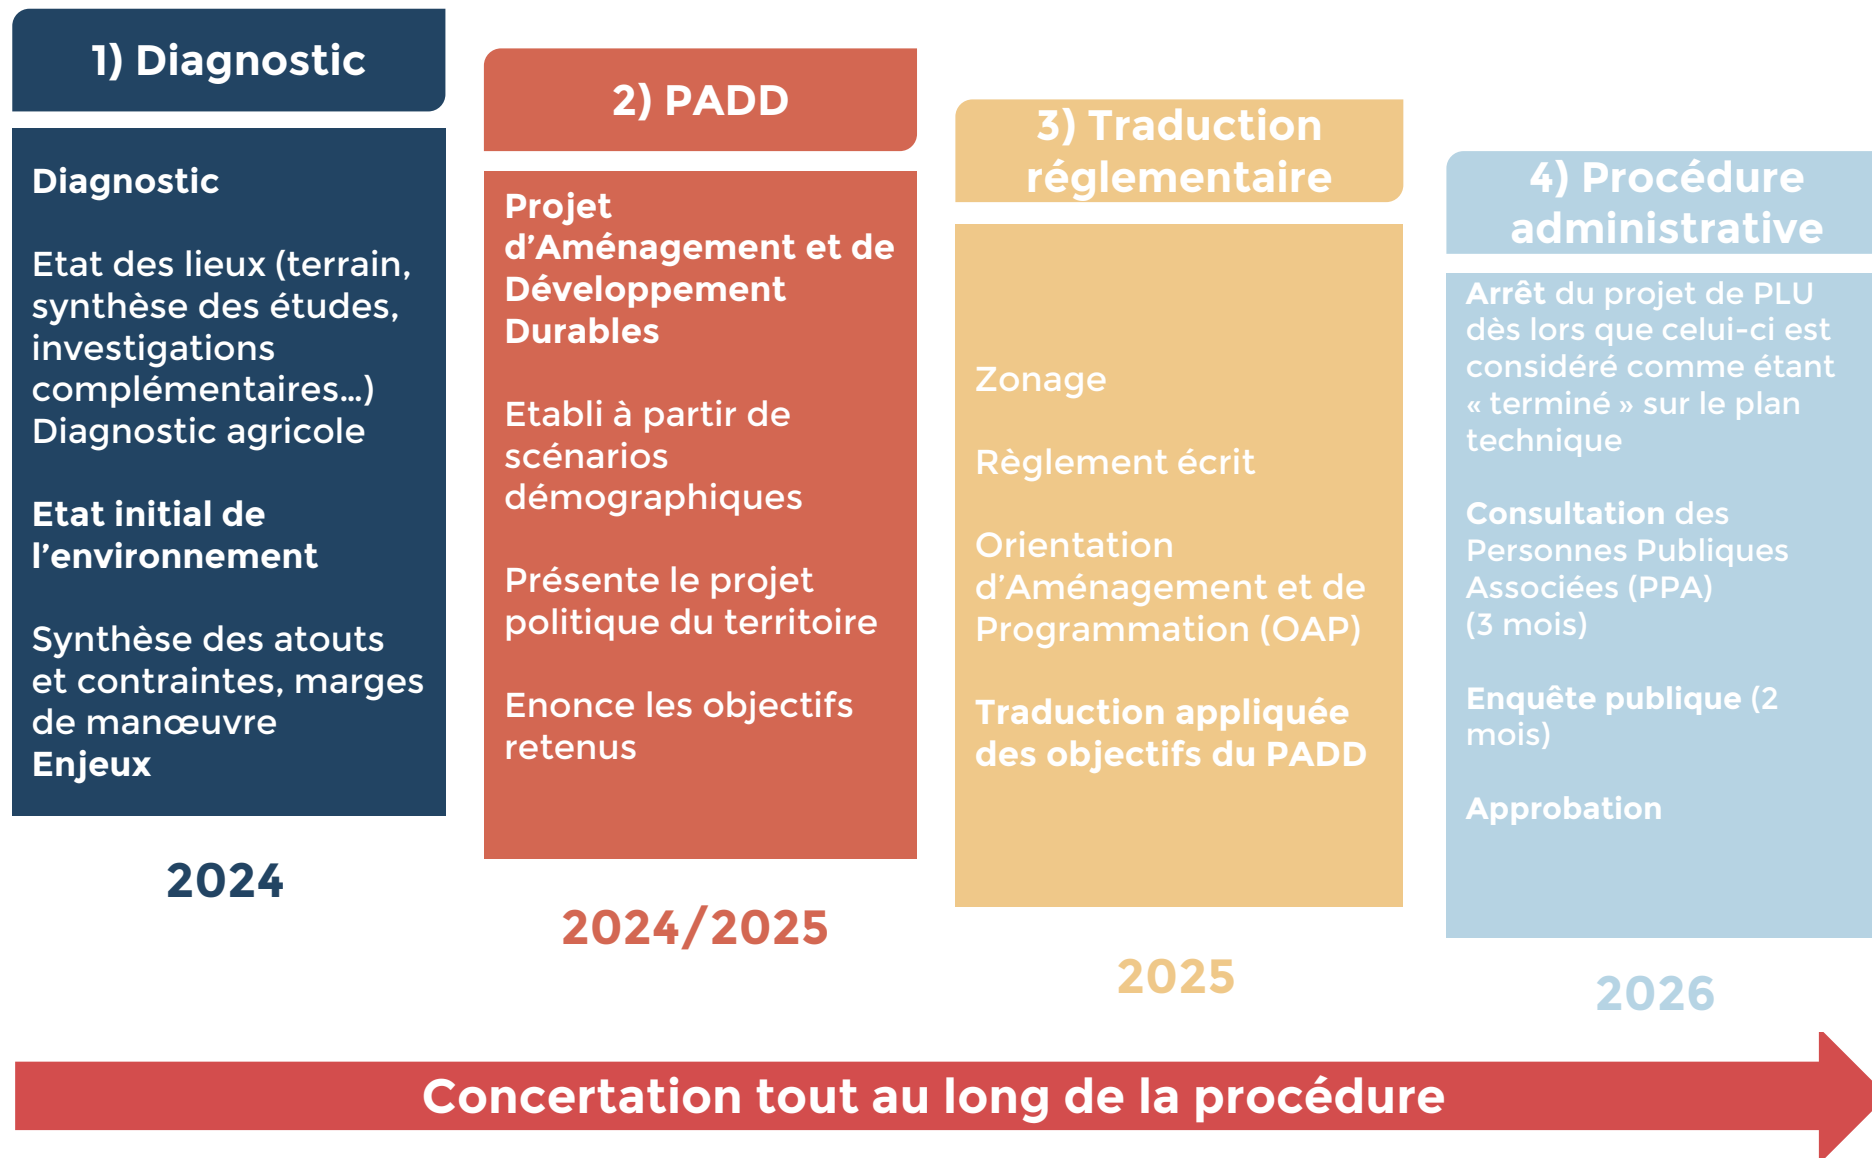 1) Diagnostic
Diagnostic
Etat des lieux (terrain,
synthèse des études,
investigations
complémentaires…)
Diagnostic agricole
Etat initial de
l’environnement
Synthèse des atouts
et contraintes, marges
de manœuvre
Enjeux
2024
2) PADD
Projet
d’Aménagement et de
Développement
Durables
Etabli à partir de
scénarios
démographiques
Présente le projet
politique du territoire
Enonce les objectifs
retenus
2024/2025
3) Traduction
réglementaire
Zonage
Règlement écrit
Orientation
d’Aménagement et de
Programmation (OAP)
Traduction appliquée
des objectifs du PADD
2025
4) Procédure
administrative
Arrêt du projet de PLU
dès lors que celui-ci est
considéré comme étant
« terminé » sur le plan
technique
Consultation des
Personnes Publiques
Associées (PPA)
(3 mois)
Enquête publique (2
mois)
Approbation
2026
Concertation tout au long de la procédure